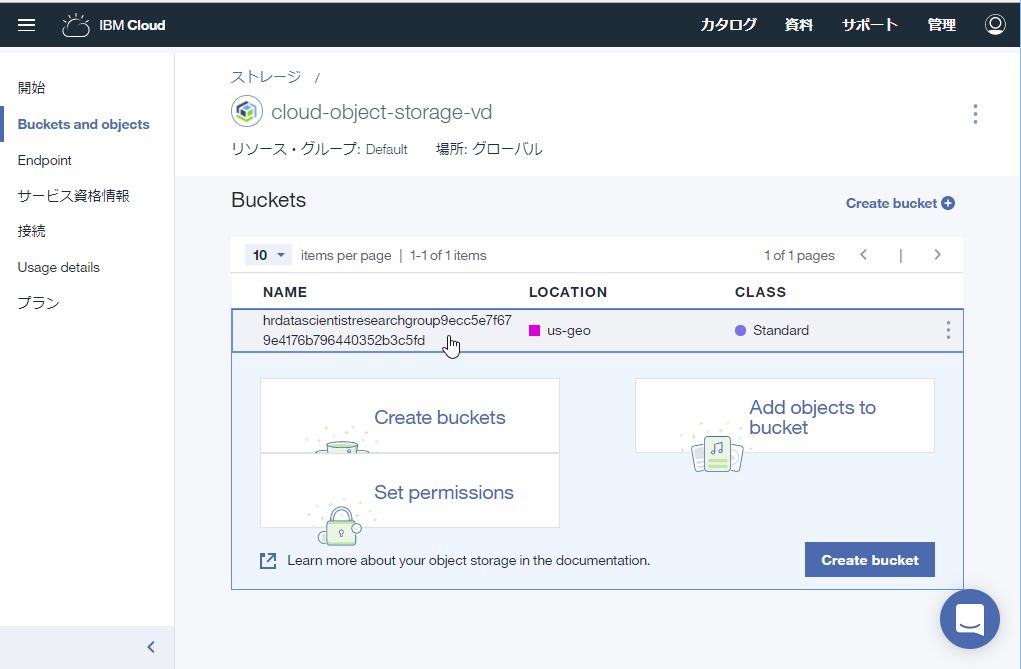 IBM Cloud
カタログ 資料 サポート 管理
開始
Buckets and objects
Endpoint
サービス資格情報
接続
Usage details
プラン
ストレージ /
cloud-object-storage-vd
リソース・グループ: Default 場所: グローバル
Buckets
Create bucket
10 items per page | 1-1 of 1 items 1 of 1 pages |
NAME LOCATION CLASS
hrdatascientistresearchgroup9ecc5e7f67
9e4176b796440352b3c5fd
us-geo
Standard
Create buckets
Add objects to
bucket
Set permissions
Learn more about your object storage in the documentation.
Create bucket